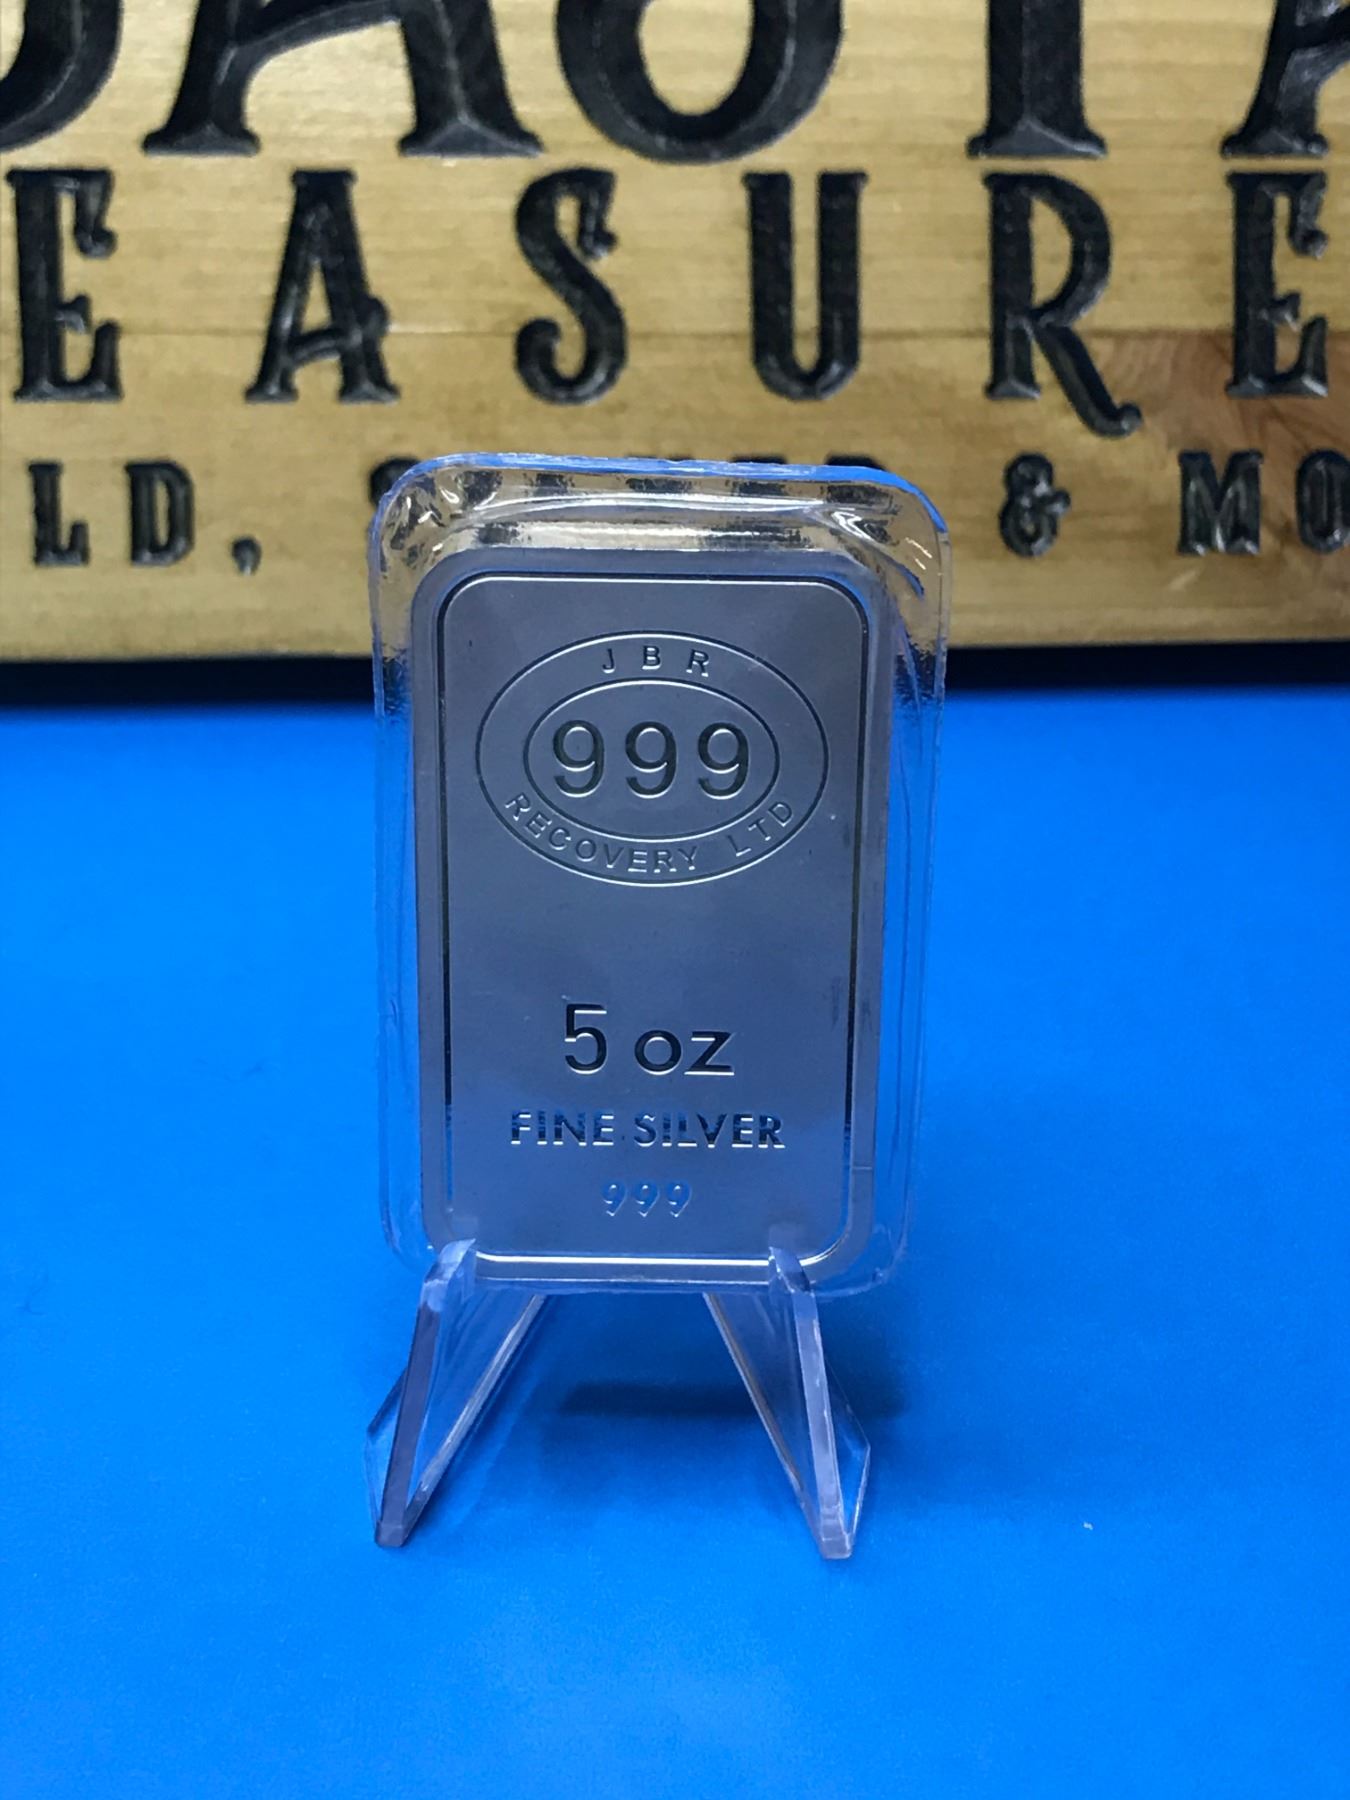 EASURE
LD, & MO
JBR
999
RECOVERY LTD
5 oz
FINE SILVER
999